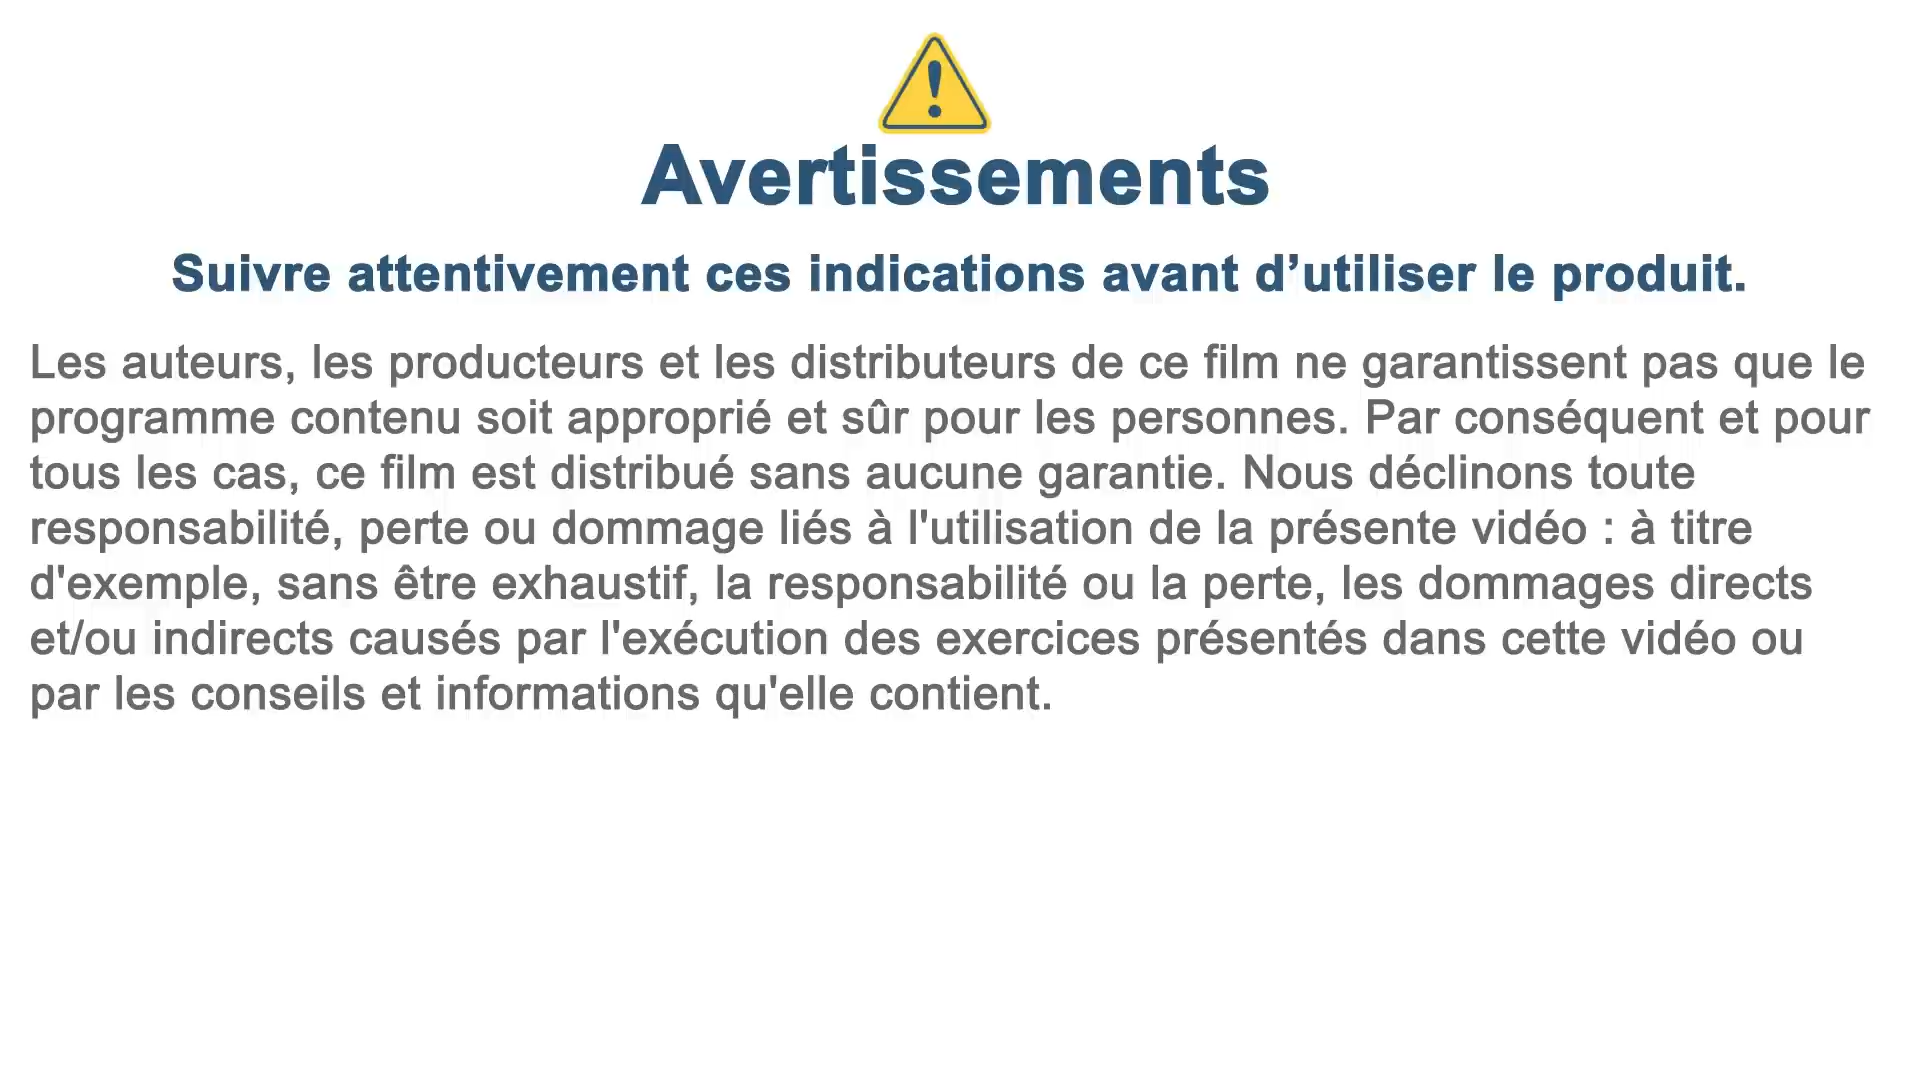 Avertissements
Suivre attentivement ces indications avant d’utiliser le produit.
Les auteurs, les producteurs et les distributeurs de ce film ne garantissent pas que le
programme contenu soit approprié et sûr pour les personnes. Par conséquent et pour
tous les cas, ce film est distribué sans aucune garantie. Nous déclinons toute
responsabilité, perte ou dommage liés à l'utilisation de la présente vidéo : à titre
d'exemple, sans être exhaustif, la responsabilité ou la perte, les dommages directs
et/ou indirects causés par l'exécution des exercices présentés dans cette vidéo ou
par les conseils et informations qu'elle contient.